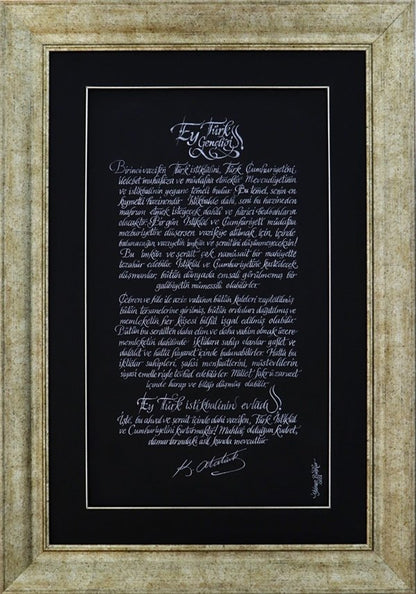 Ey Türk
Gençliği!
Birinci vazifen, Türk istiklâlini, Türk Cumhuriyetini,
ilelebet muhafaza ve müdafaa etmektir. Mevcudiyetinin
ve istikbalinin yegâne temeli budur. Bu temel, senin en
kıymetli hazinendir. İstikbalde dahi, seni bu hazineden
mahrum etmek isteyecek dahilî ve haricî bedhahların
olacaktır. Bir gün, İstiklâl ve Cumhuriyeti müdafaa
mecburiyetine düşersen, vazifeye atılmak için, içinde
bulunacağın vaziyetin imkân ve şeraitini düşünmeyeceksin!
Bu imkân ve şerait, çok namüsait bir mahiyette
tezahür edebilir. İstiklâl ve Cumhuriyetine kastedecek
düşmanlar, bütün dünyada emsali görülmemiş bir
galibiyetin mümessili olabilirler.
Cebren ve hile ile aziz vatanın bütün kaleleri zaptedilmiş,
bütün tersanelerine girilmiş, bütün orduları dağıtılmış ve
memleketin her köşesi bilfiil işgal edilmiş olabilir.
Bütün bu şeraitten daha elim ve daha vahim olmak üzere
memleketin dahilinde iktidara sahip olanlar gaflet ve
dalâlet ve hattâ hıyanet içinde bulunabilirler. Hattâ bu
iktidar sahipleri, şahsî menfaatlerini, müstevlilerin
siyasî emelleriyle tevhit edebilirler. Millet, fakrü zaruret
içinde harap ve bîtap düşmüş olabilir.
Ey Türk istikbalinin evlâdı!
İşte, bu ahval ve şerait içinde dahi vazifen, Türk İstiklâl
ve Cumhuriyetini kurtarmaktır! Muhtaç olduğun kudret,
damarlarındaki asil kanda mevcuttur.
K. Atatürk